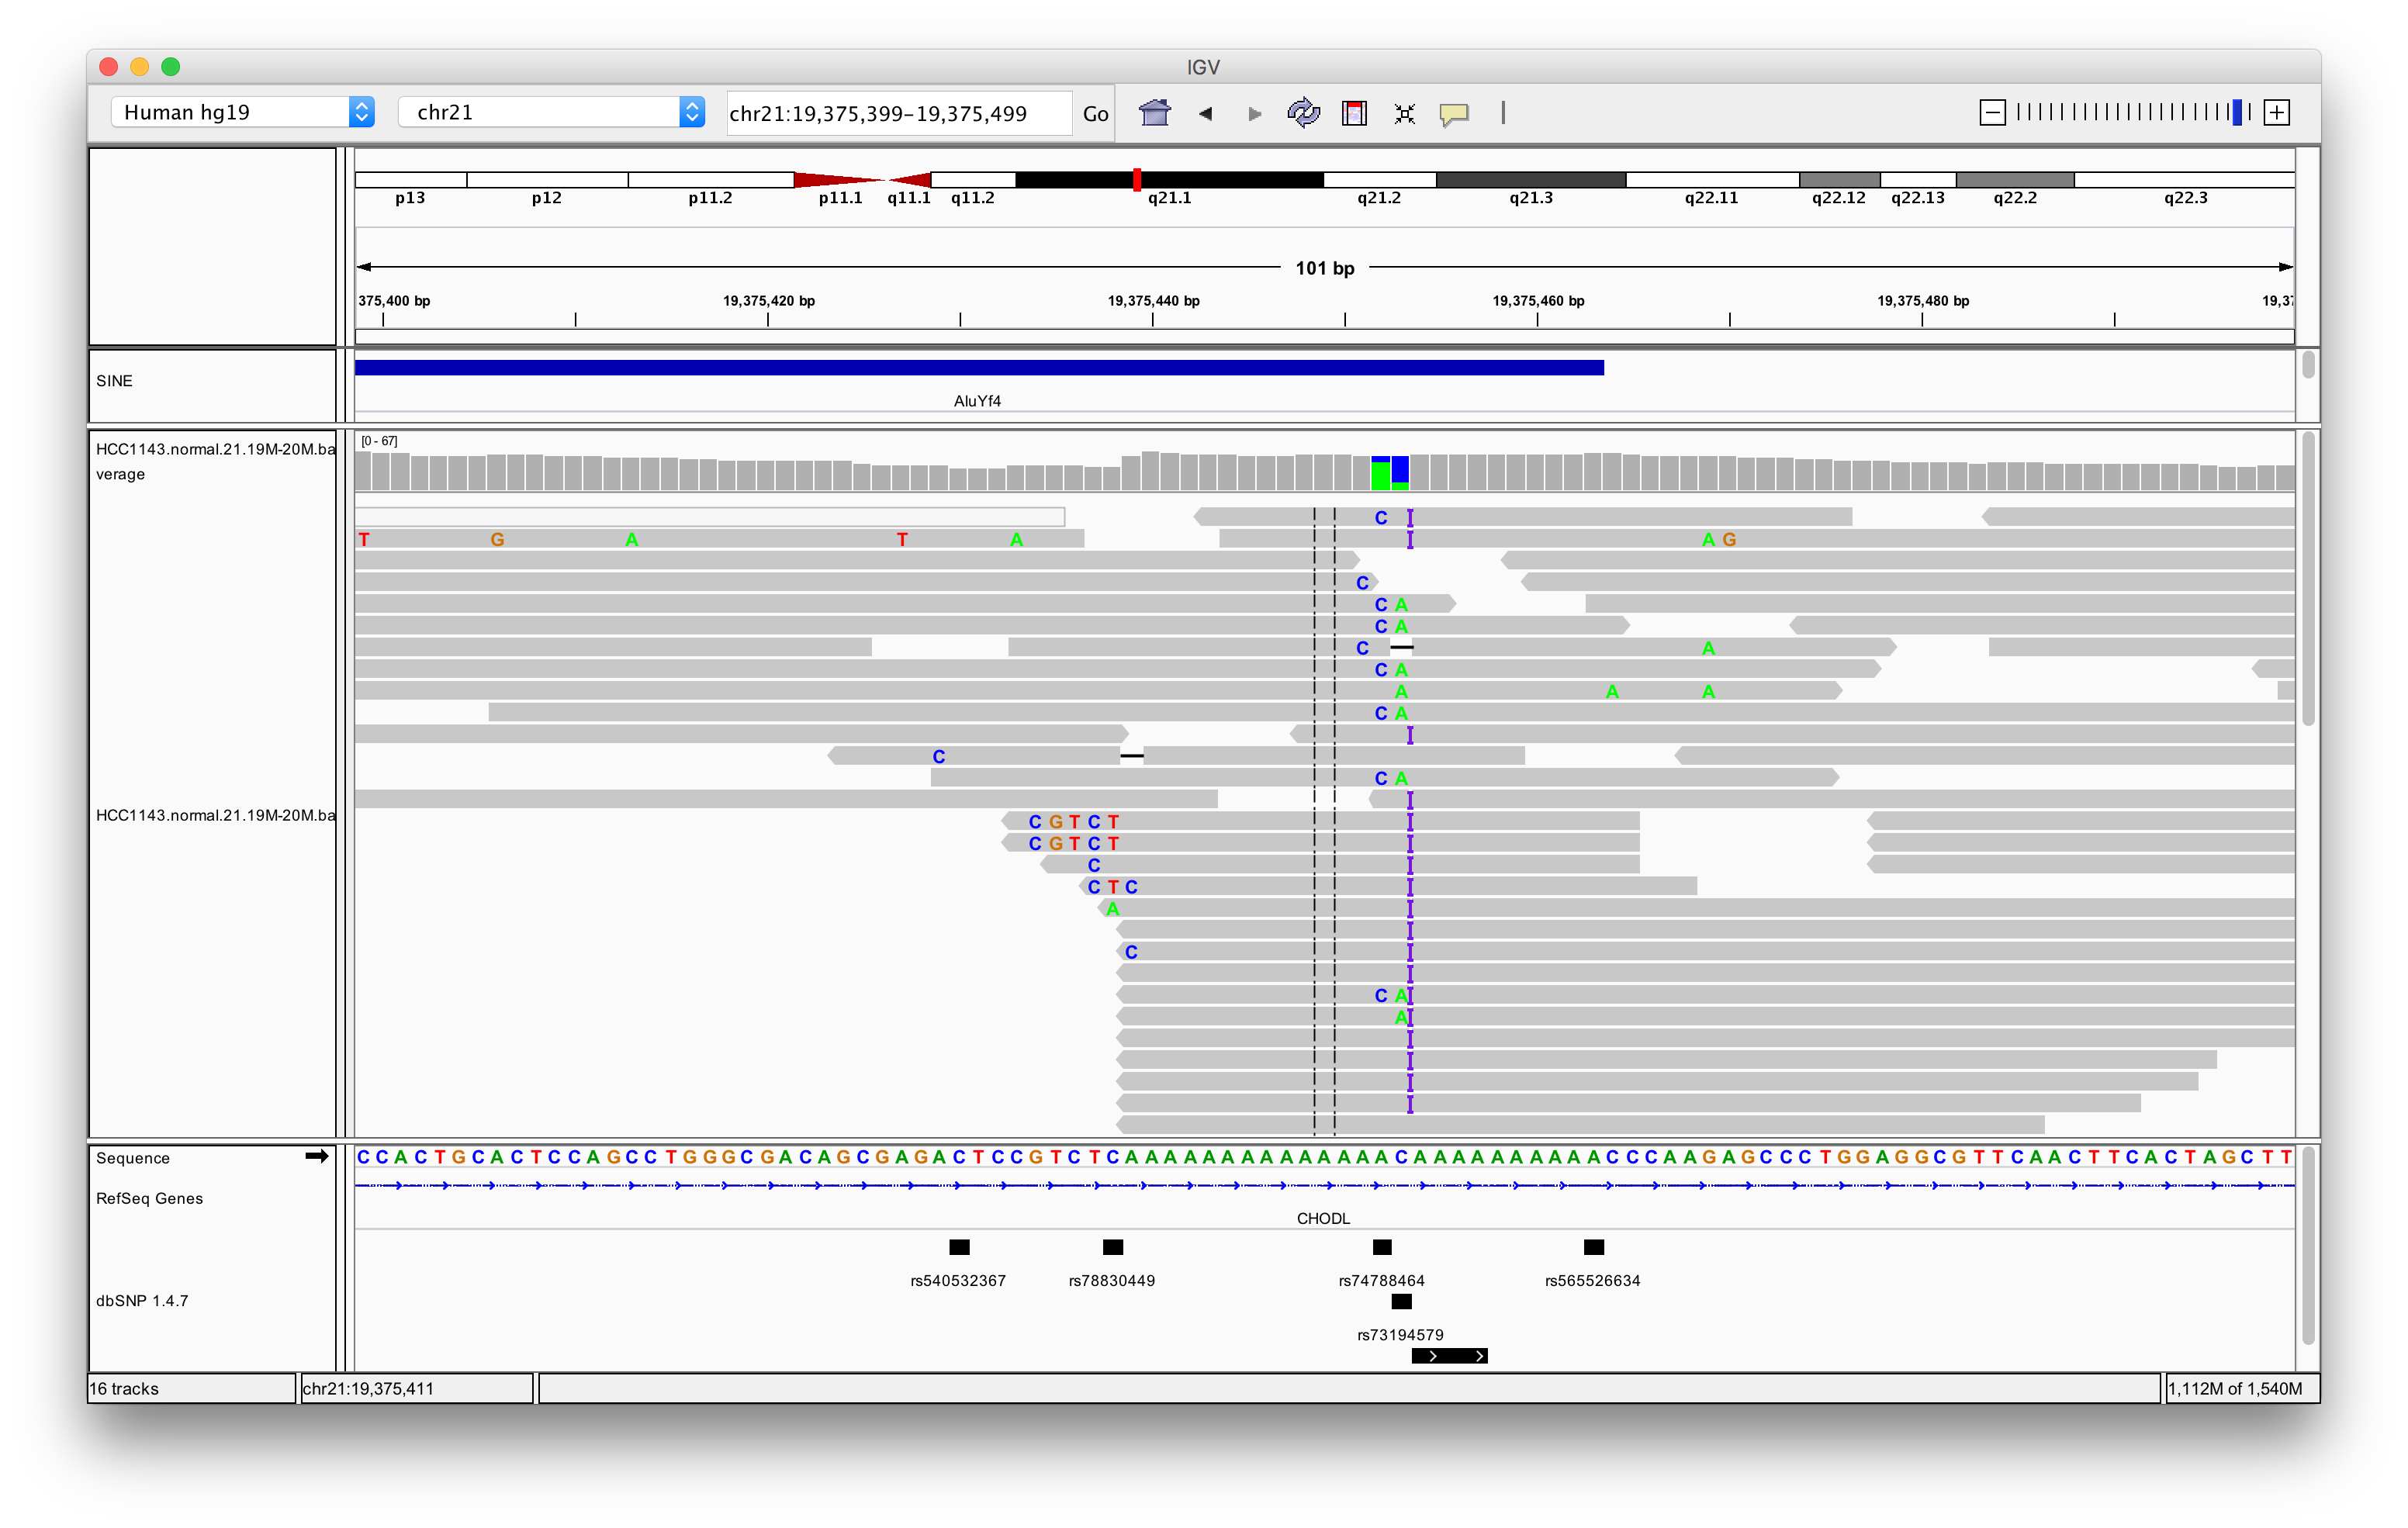 IGV
Human hg19 chr21 chr21:19,375,399-19,375,499 Go
p13 p12 p11.2 p11.1 q11.1 q11.2 q21.1 q21.2 q21.3 q22.11 q22.12 q22.13 q22.2 q22.3
101 bp
375,400 bp 19,375,420 bp 19,375,440 bp 19,375,460 bp 19,375,480 bp 19,37
SINE
AluYf4
[0 - 67]
HCC1143.normal.21.19M-20M.ba
verage
C
T G A T A A G
C
C A
C A
C A
C A
A A A
C A
C
C A
HCC1143.normal.21.19M-20M.ba
C G T C T
C G T C T
C
C T C
A
C
C A
A
Sequence C C A C T G C A C T C C A G C C T G G G C G A C A G C G A G A C T C C G T C T C A A A A A A A A A A A A A A C A A A A A A A A A A C C C A A G A G C C C T G G A G G C G T T C A A C T T C A C T A G C T T
RefSeq Genes
CHODL
rs540532367 rs78830449 rs74788464 rs565526634
dbSNP 1.4.7
rs73194579
16 tracks chr21:19,375,411 1,112M of 1,540M